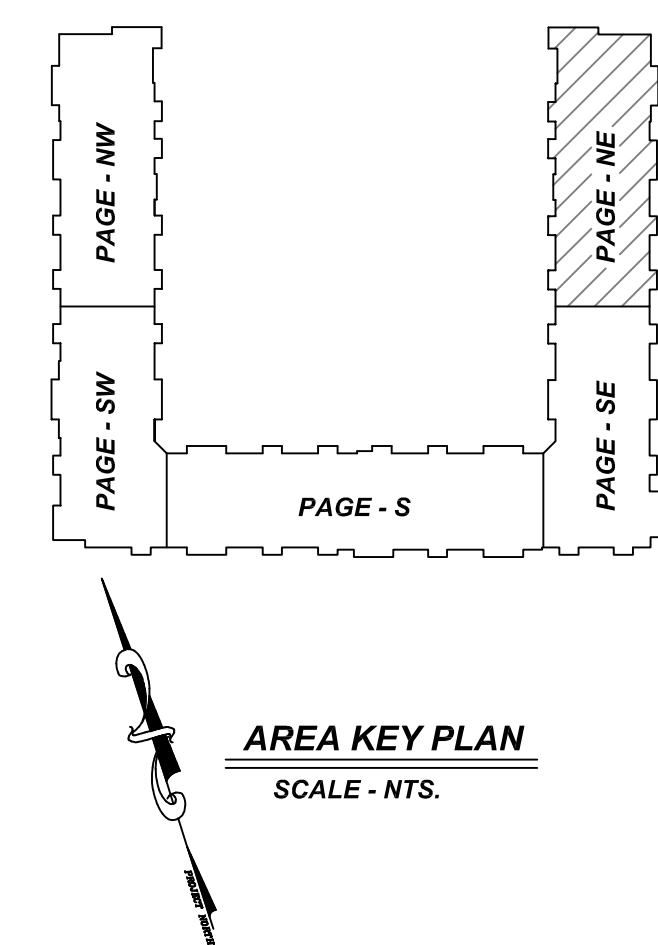 PAGE - NW
PAGE - NE
PAGE - SW
PAGE - SE
PAGE - S
AREA KEY PLAN
SCALE - NTS.
PROJECT NORTH